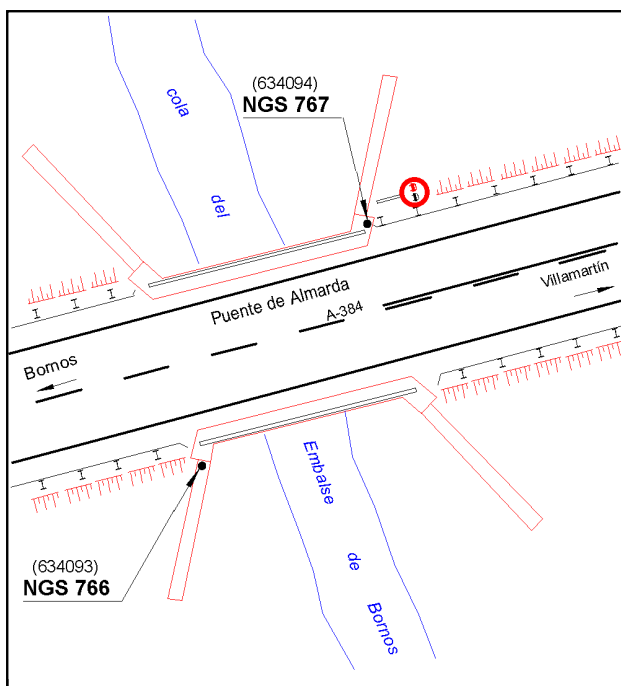 (634094)
NGS 767
cola
del
Puente de Almarda
A-384
Villamartín
Bornos
Embalse
de
Bornos
(634093)
NGS 766